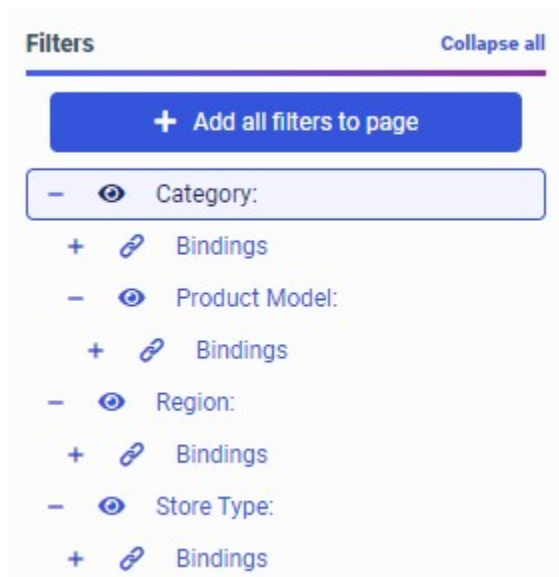 Filters Collapse all
+ Add all filters to page
− Category:
+ Bindings
− Product Model:
+ Bindings
− Region:
+ Bindings
− Store Type:
+ Bindings